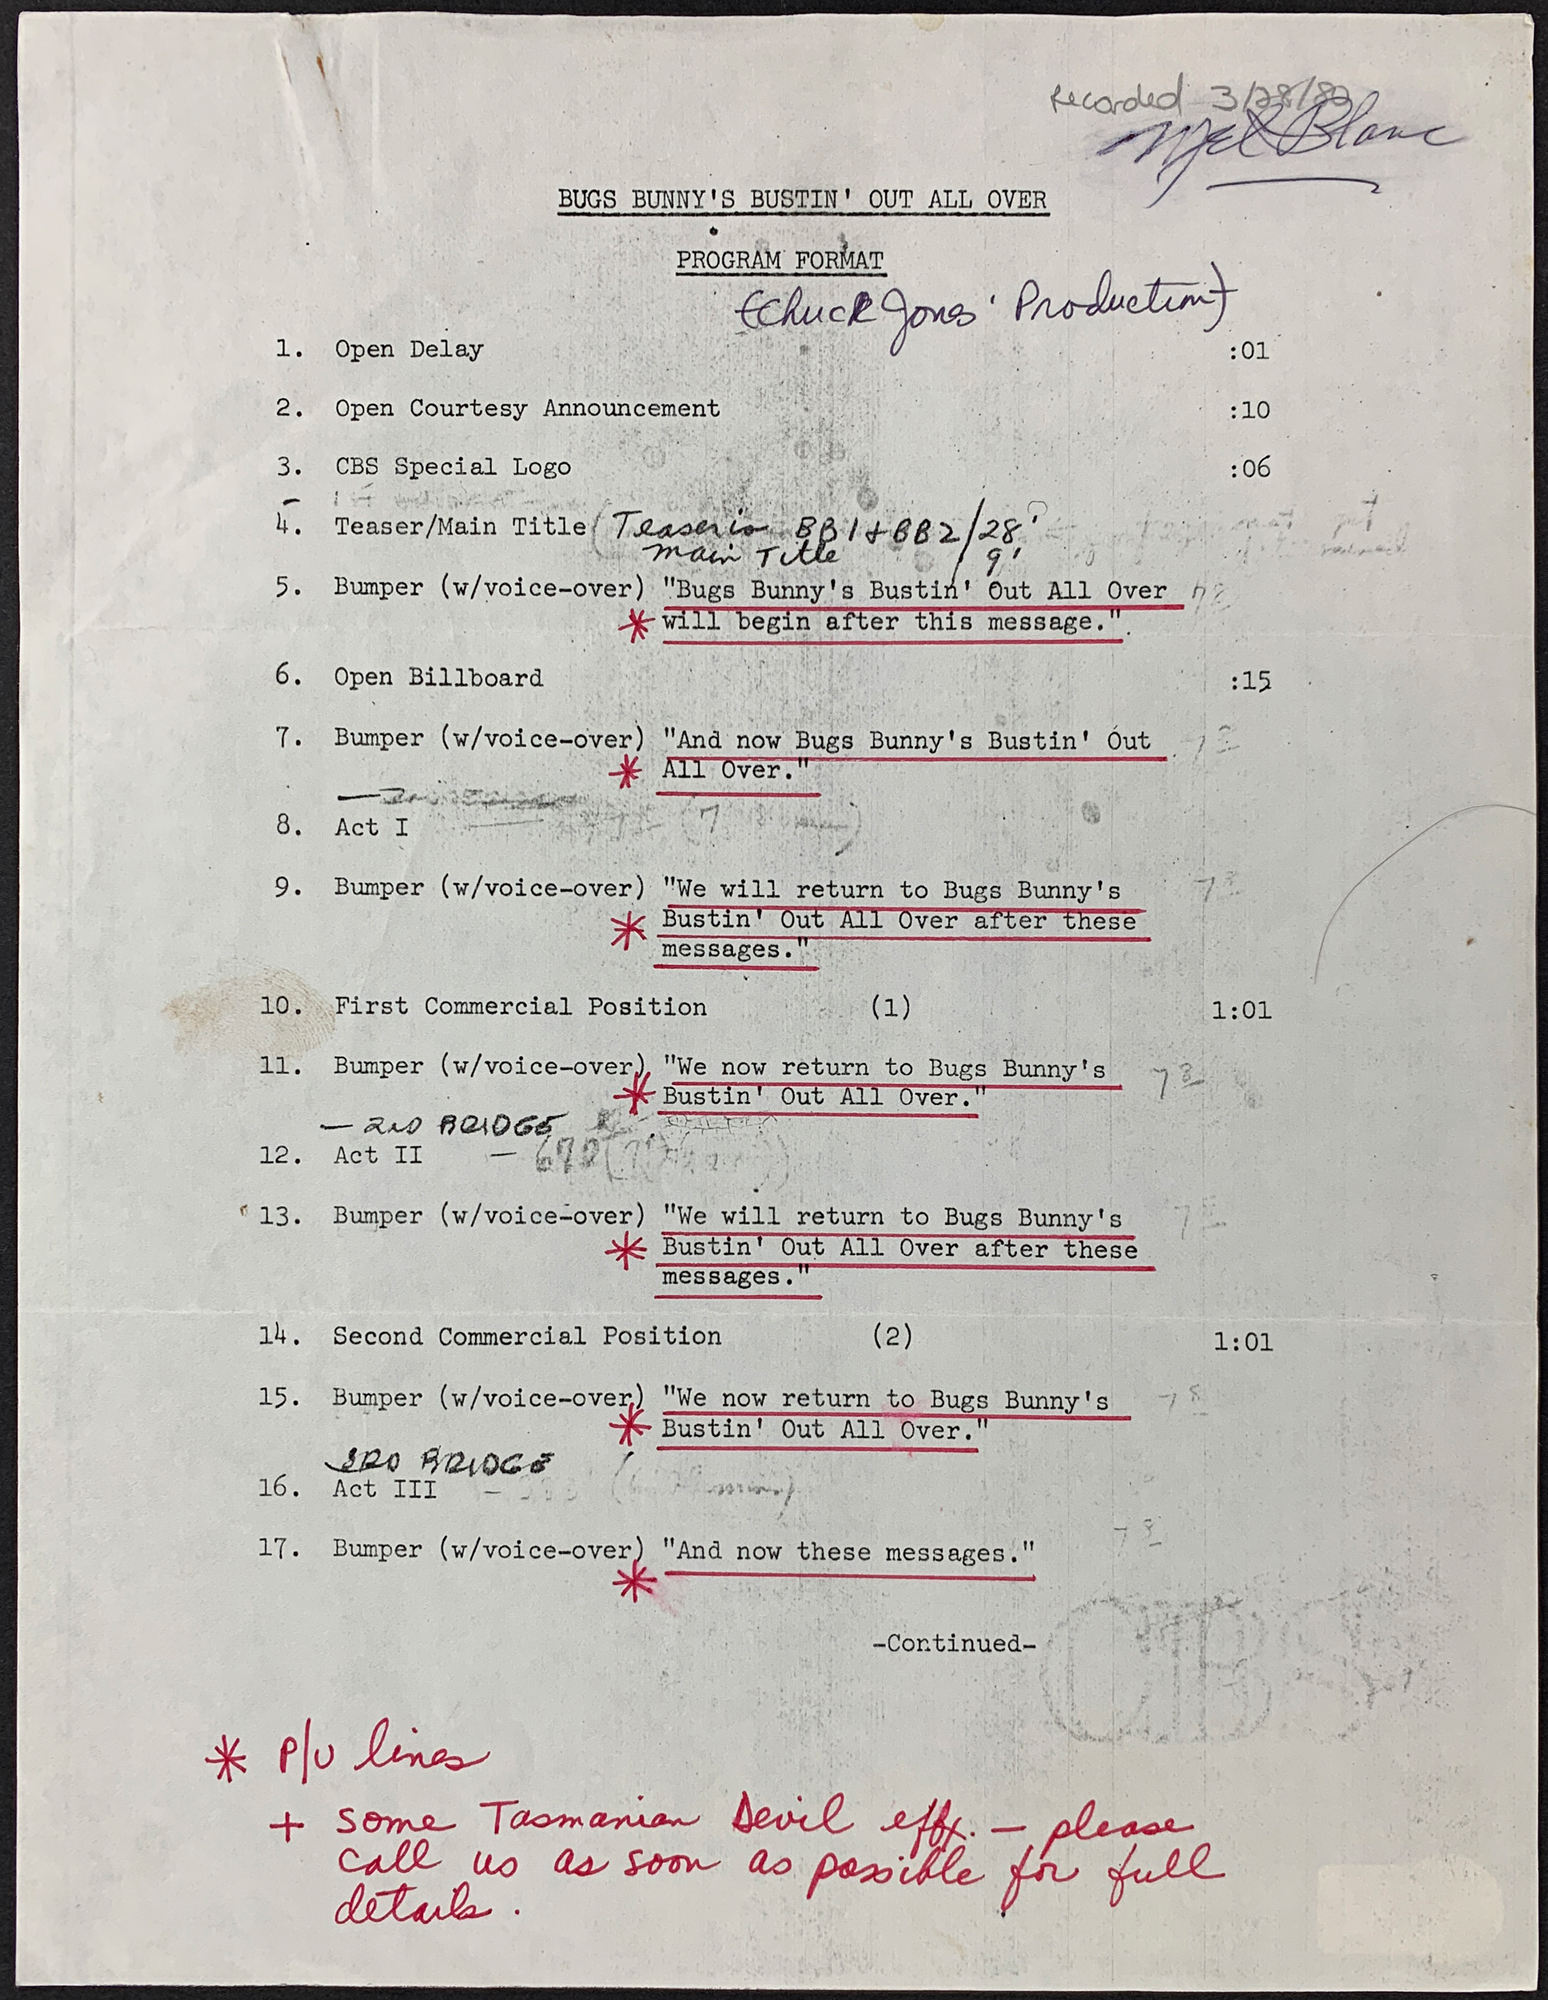 recorded 3/28/80
Mel Blanc
BUGS BUNNY'S BUSTIN' OUT ALL OVER
PROGRAM FORMAT
(Chuck Jones' Production)
1. Open Delay :01
2. Open Courtesy Announcement :10
3. CBS Special Logo :06
4. Teaser/Main Title (Teaser is BB1+BB2/28'
main Title 9'
5. Bumper (w/voice-over) "Bugs Bunny's Bustin' Out All Over
* will begin after this message."
6. Open Billboard :15
7. Bumper (w/voice-over) "And now Bugs Bunny's Bustin' Out
* All Over."
8. Act I
9. Bumper (w/voice-over) "We will return to Bugs Bunny's
* Bustin' Out All Over after these
messages."
10. First Commercial Position (1) 1:01
11. Bumper (w/voice-over) "We now return to Bugs Bunny's
* Bustin' Out All Over."
— 2ND BRIDGE
12. Act II —
13. Bumper (w/voice-over) "We will return to Bugs Bunny's
* Bustin' Out All Over after these
messages."
14. Second Commercial Position (2) 1:01
15. Bumper (w/voice-over) "We now return to Bugs Bunny's
* Bustin' Out All Over."
3RD BRIDGE
16. Act III —
17. Bumper (w/voice-over) "And now these messages."
*
-Continued-
CBS
* P/U lines
+ some Tasmanian Devil effx. — please
call us as soon as possible for full
details.